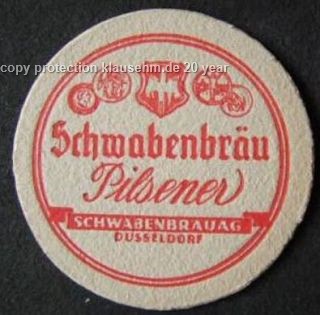 copy protection klausenm.de 20 year
Schwabenbräu
Pilsener
SCHWABENBRAUAG
DÜSSELDORF